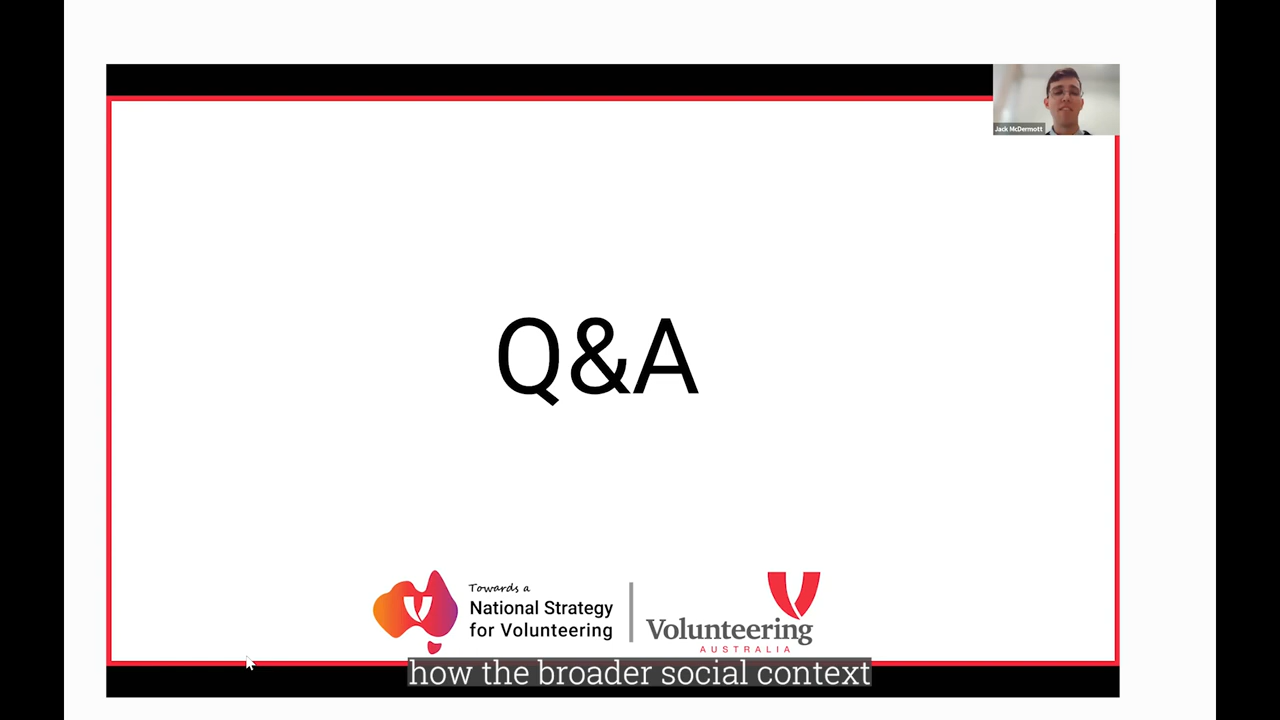 Jack McDermott
Q&A
Towards a
National Strategy
for Volunteering
Volunteering
AUSTRALIA
how the broader social context